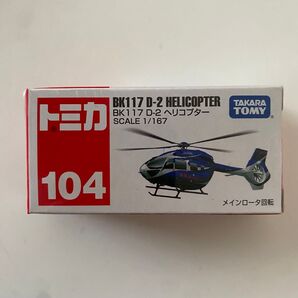 トミカ
104
BK117 D-2 HELICOPTER
BK117 D-2 ヘリコプター
SCALE 1/167
TAKARA
TOMY
メインロータ回転